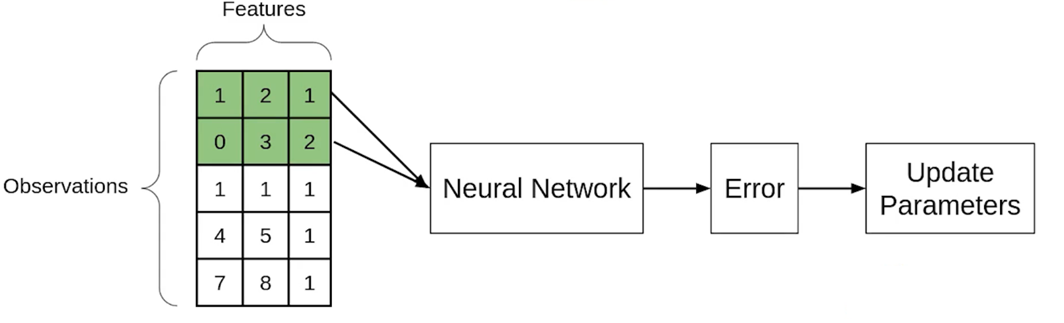 Features
1 2 1
0 3 2
Observations
1 1 1
4 5 1
7 8 1
Neural Network
Error
Update
Parameters